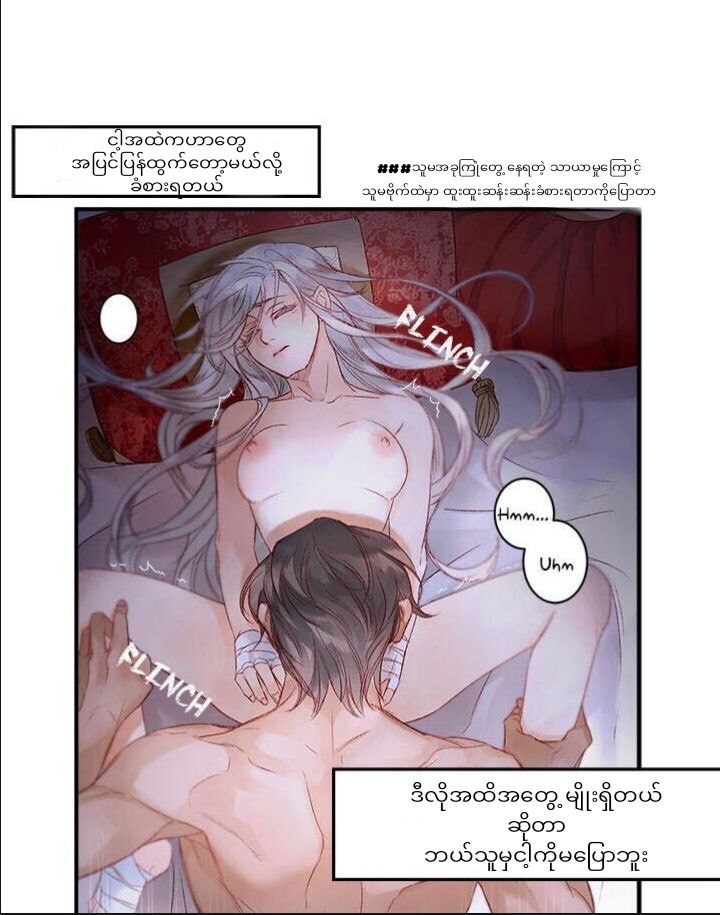 ငါ့အထဲကဟာတွေ
အပြင်ပြန်ထွက်တော့မယ်လို့
ခံစားရတယ်
###သူမအခုကြုံတွေ့ နေရတဲ့ သာယာမှုကြောင့်
သူမဗိုက်ထဲမှာ ထူးထူးဆန်းဆန်းခံစားရတာကိုပြောတာ
FLINCH
Hmm...
Uhm
FLINCH
ဒီလိုအထိအတွေ့ မျိုးရှိတယ်
ဆိုတာ
ဘယ်သူမှငါ့ကိုမပြောဘူး